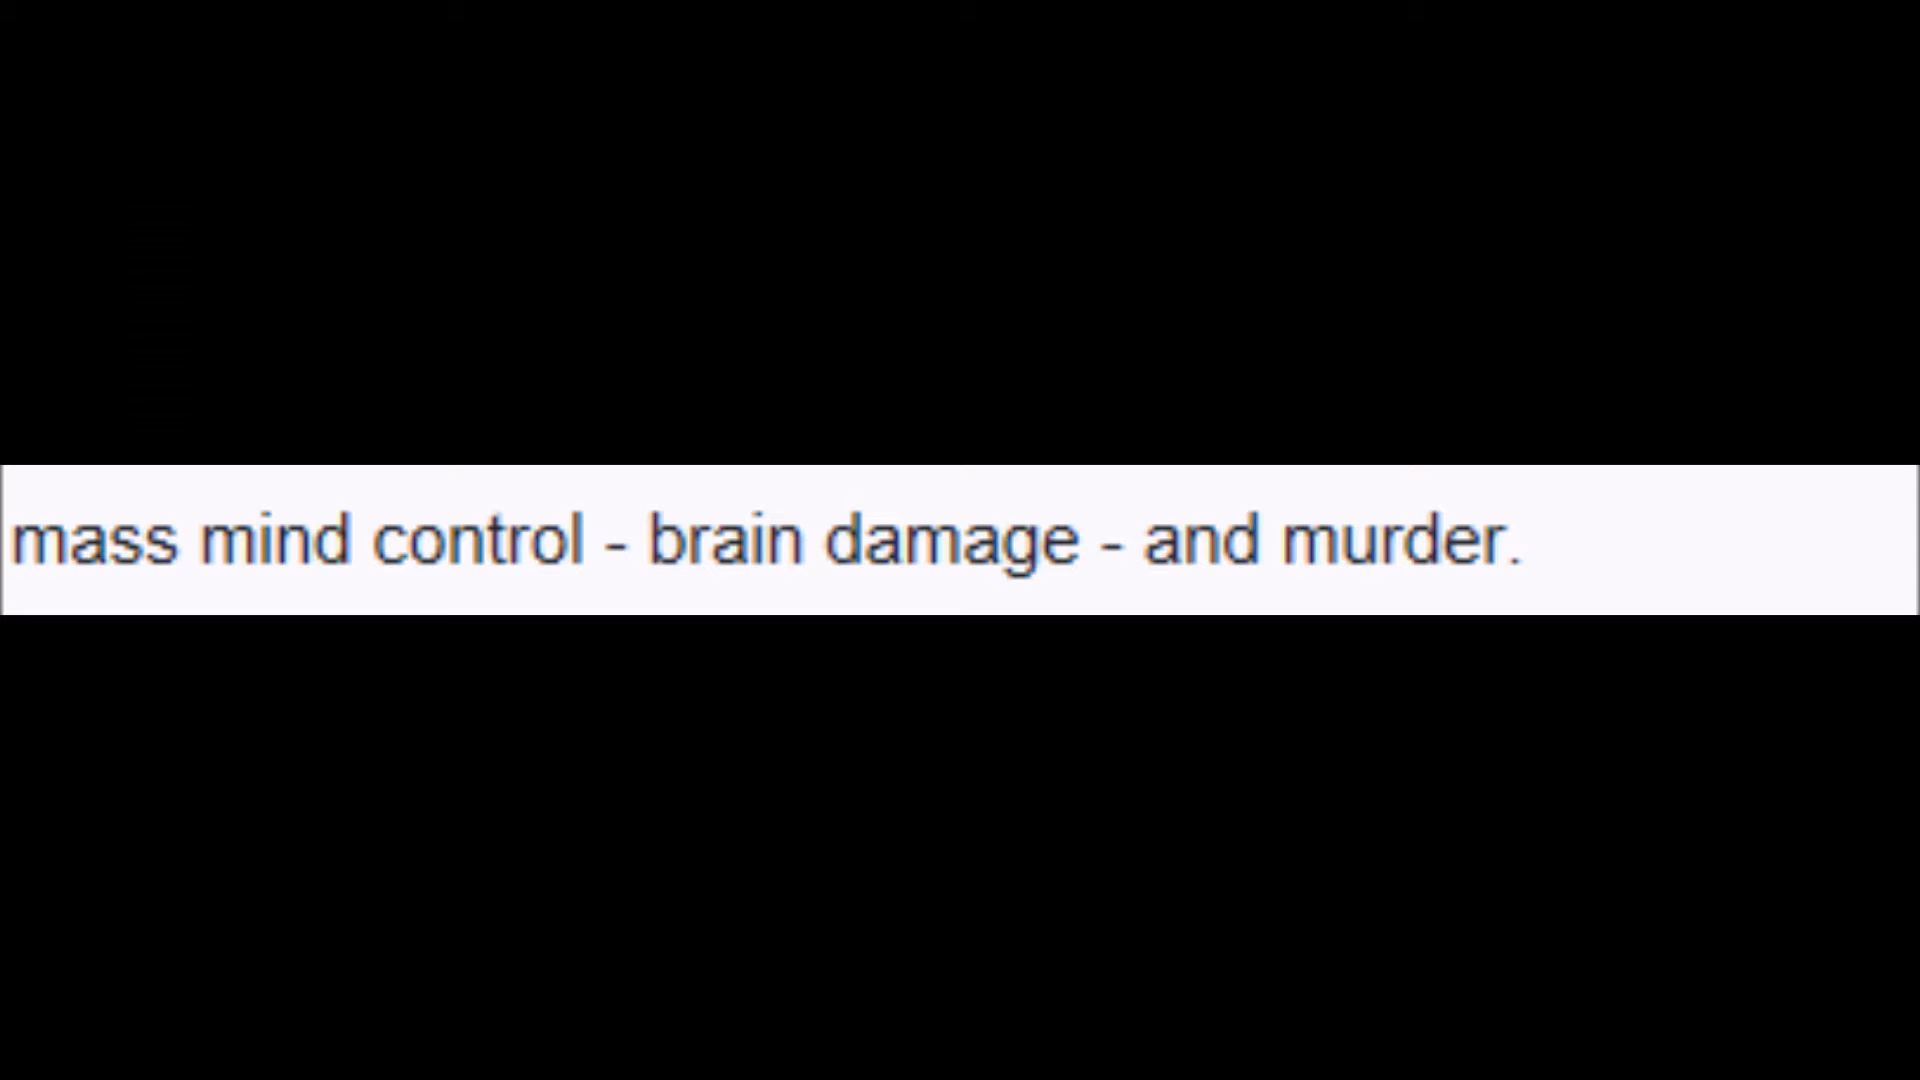 mass mind control - brain damage - and murder.